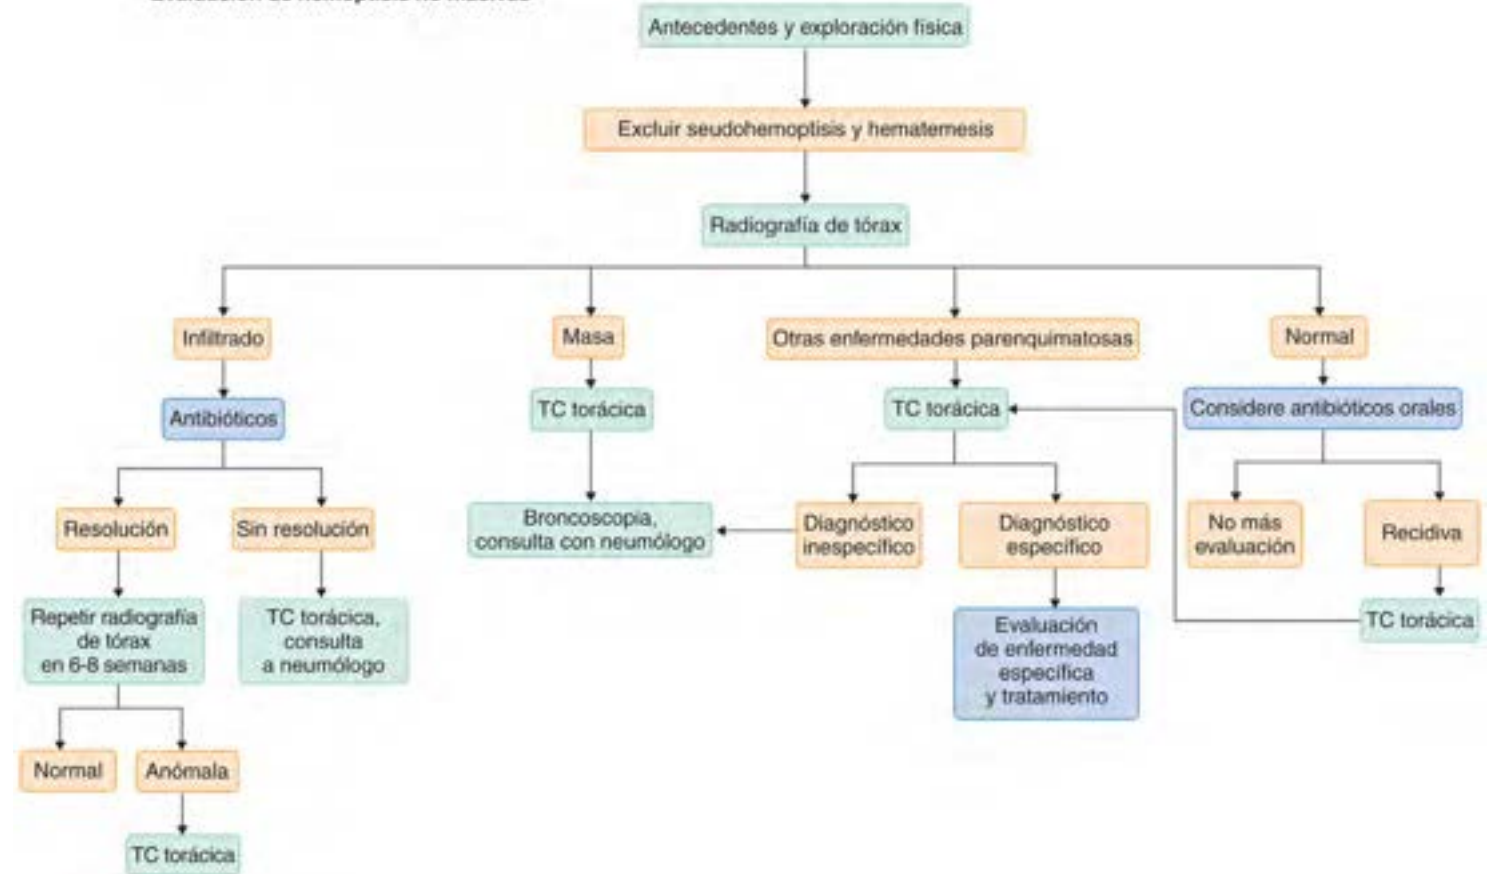 Antecedentes y exploración física
Excluir seudohemoptisis y hematemesis
Radiografía de tórax
Infiltrado
Masa
Otras enfermedades parenquimatosas
Normal
Antibióticos
TC torácica
TC torácica
Considere antibióticos orales
Resolución
Sin resolución
Broncoscopia,
consulta con neumólogo
Diagnóstico
inespecífico
Diagnóstico
específico
No más
evaluación
Recidiva
Repetir radiografía
de tórax
en 6-8 semanas
TC torácica,
consulta
a neumólogo
Evaluación
de enfermedad
específica
y tratamiento
TC torácica
Normal
Anómala
TC torácica